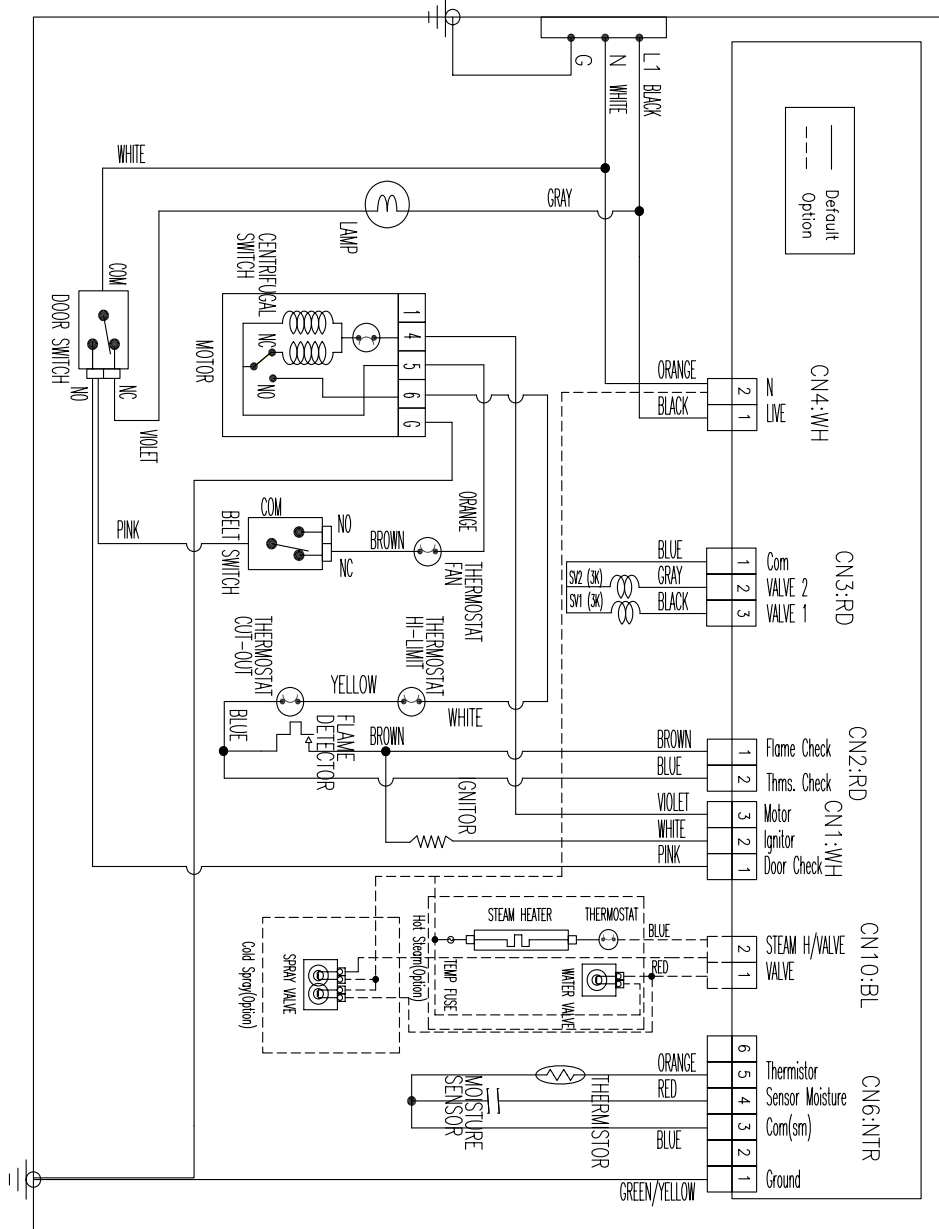 Default
Option
L1 BLACK
N WHITE
G
WHITE
GRAY
LAMP
COM
DOOR SWITCH
NC
NO
VIOLET
PINK
CENTRIFUGAL
SWITCH
MOTOR
NC
NO
1
4
5
6
G
ORANGE
BLACK
CN4:WH
2 N
1 LIVE
COM
BELT SWITCH
NO
NC
BROWN
ORANGE
THERMOSTAT
FAN
CN3:RD
BLUE
GRAY
BLACK
1 Com
2 VALVE 2
3 VALVE 1
SV2 (3K)
SV1 (3K)
THERMOSTAT
HI-LIMIT
THERMOSTAT
CUT-OUT
YELLOW
WHITE
BLUE
FLAME
DETECTOR
BROWN
CN2:RD
BROWN
BLUE
1 Flame Check
2 Thms. Check
GNITOR
CN1:WH
VIOLET
WHITE
PINK
3 Motor
2 Ignitor
1 Door Check
CN10:BL
2 STEAM H/VALVE
1 VALVE
BLUE
RED
STEAM HEATER
THERMOSTAT
Hot Steam(Option)
TEMP FUSE
WATER VALVE
SPRAY VALVE
Cold Spray(Option)
CN6:NTR
6
5 Thermistor
4 Sensor Moisture
3 Com(sm)
2
1 Ground
ORANGE
RED
BLUE
GREEN/YELLOW
THERMISTOR
MOISTURE
SENSOR